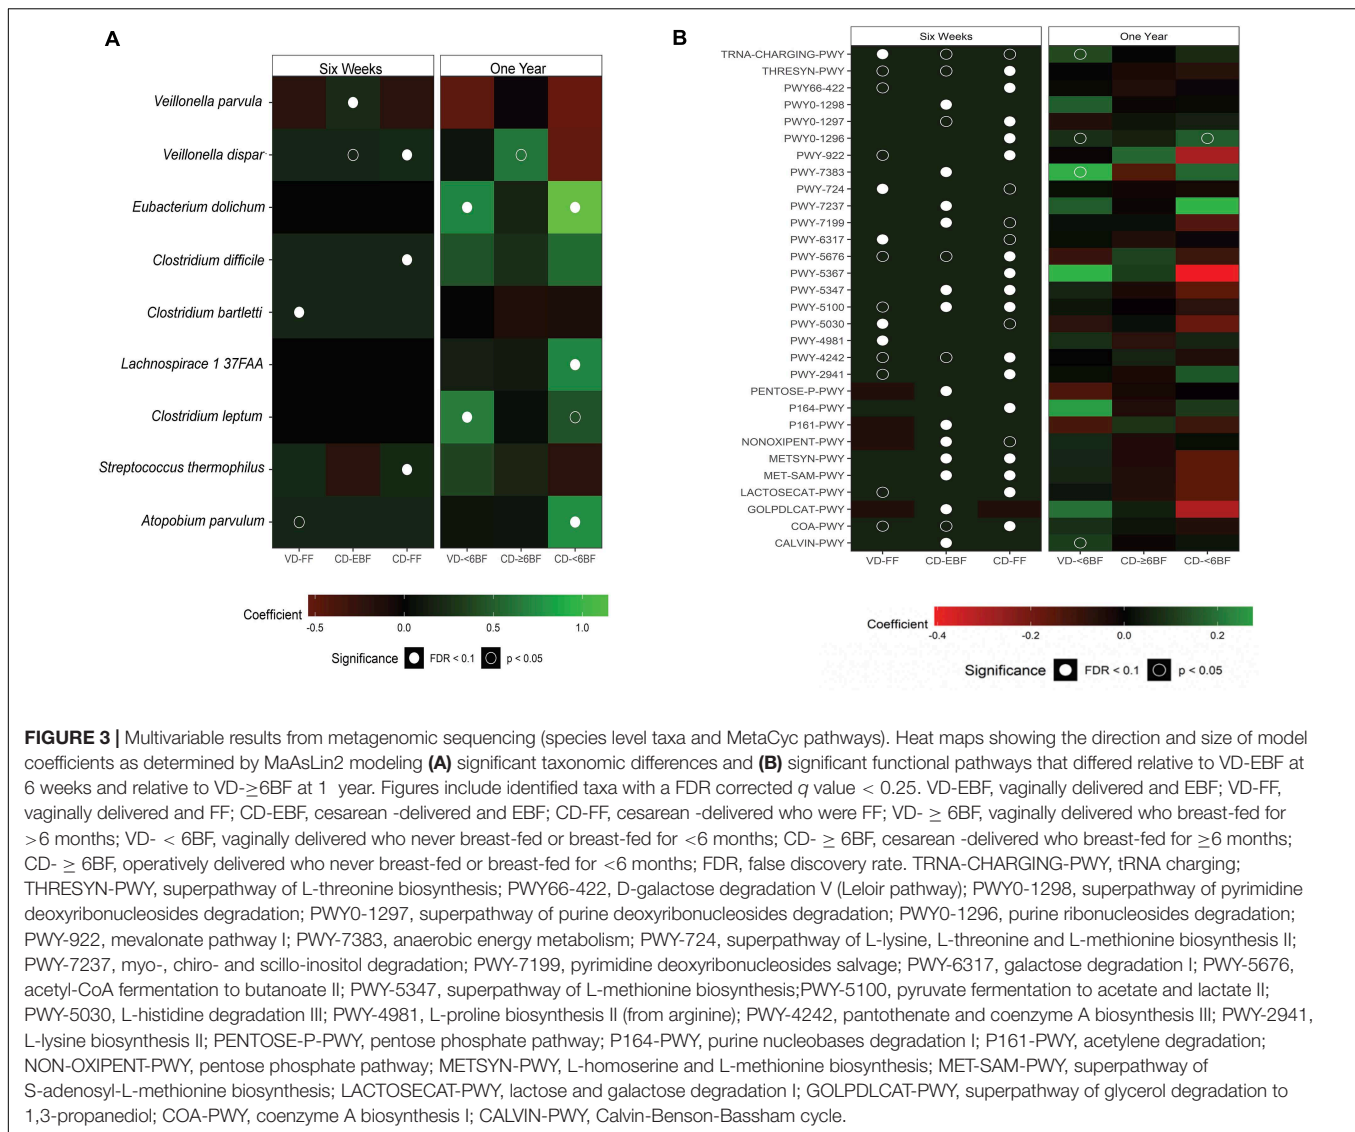 A
Six Weeks
One Year
Veillonella parvula
Veillonella dispar
Eubacterium dolichum
Clostridium difficile
Clostridium bartletti
Lachnospirace 1 37FAA
Clostridium leptum
Streptococcus thermophilus
Atopobium parvulum
VD-FF
CD-EBF
CD-FF
VD-<6BF
CD-≥6BF
CD-<6BF
Coefficient
-0.5
0.0
0.5
1.0
Significance
FDR < 0.1
p < 0.05
B
Six Weeks
One Year
TRNA-CHARGING-PWY
THRESYN-PWY
PWY66-422
PWY0-1298
PWY0-1297
PWY0-1296
PWY-922
PWY-7383
PWY-724
PWY-7237
PWY-7199
PWY-6317
PWY-5676
PWY-5367
PWY-5347
PWY-5100
PWY-5030
PWY-4981
PWY-4242
PWY-2941
PENTOSE-P-PWY
P164-PWY
P161-PWY
NONOXIPENT-PWY
METSYN-PWY
MET-SAM-PWY
LACTOSECAT-PWY
GOLPDLCAT-PWY
COA-PWY
CALVIN-PWY
VD-FF
CD-EBF
CD-FF
VD-<6BF
CD-≥6BF
CD-<6BF
Coefficient
-0.4
-0.2
0.0
0.2
Significance
FDR < 0.1
p < 0.05
FIGURE 3 | Multivariable results from metagenomic sequencing (species level taxa and MetaCyc pathways). Heat maps showing the direction and size of model
coefficients as determined by MaAsLin2 modeling (A) significant taxonomic differences and (B) significant functional pathways that differed relative to VD-EBF at
6 weeks and relative to VD-≥6BF at 1 year. Figures include identified taxa with a FDR corrected q value < 0.25. VD-EBF, vaginally delivered and EBF; VD-FF,
vaginally delivered and FF; CD-EBF, cesarean -delivered and EBF; CD-FF, cesarean -delivered who were FF; VD- ≥ 6BF, vaginally delivered who breast-fed for
>6 months; VD- < 6BF, vaginally delivered who never breast-fed or breast-fed for <6 months; CD- ≥ 6BF, cesarean -delivered who breast-fed for ≥6 months;
CD- ≥ 6BF, operatively delivered who never breast-fed or breast-fed for <6 months; FDR, false discovery rate. TRNA-CHARGING-PWY, tRNA charging;
THRESYN-PWY, superpathway of L-threonine biosynthesis; PWY66-422, D-galactose degradation V (Leloir pathway); PWY0-1298, superpathway of pyrimidine
deoxyribonucleosides degradation; PWY0-1297, superpathway of purine deoxyribonucleosides degradation; PWY0-1296, purine ribonucleosides degradation;
PWY-922, mevalonate pathway I; PWY-7383, anaerobic energy metabolism; PWY-724, superpathway of L-lysine, L-threonine and L-methionine biosynthesis II;
PWY-7237, myo-, chiro- and scillo-inositol degradation; PWY-7199, pyrimidine deoxyribonucleosides salvage; PWY-6317, galactose degradation I; PWY-5676,
acetyl-CoA fermentation to butanoate II; PWY-5347, superpathway of L-methionine biosynthesis;PWY-5100, pyruvate fermentation to acetate and lactate II;
PWY-5030, L-histidine degradation III; PWY-4981, L-proline biosynthesis II (from arginine); PWY-4242, pantothenate and coenzyme A biosynthesis III; PWY-2941,
L-lysine biosynthesis II; PENTOSE-P-PWY, pentose phosphate pathway; P164-PWY, purine nucleobases degradation I; P161-PWY, acetylene degradation;
NON-OXIPENT-PWY, pentose phosphate pathway; METSYN-PWY, L-homoserine and L-methionine biosynthesis; MET-SAM-PWY, superpathway of
S-adenosyl-L-methionine biosynthesis; LACTOSECAT-PWY, lactose and galactose degradation I; GOLPDLCAT-PWY, superpathway of glycerol degradation to
1,3-propanediol; COA-PWY, coenzyme A biosynthesis I; CALVIN-PWY, Calvin-Benson-Bassham cycle.